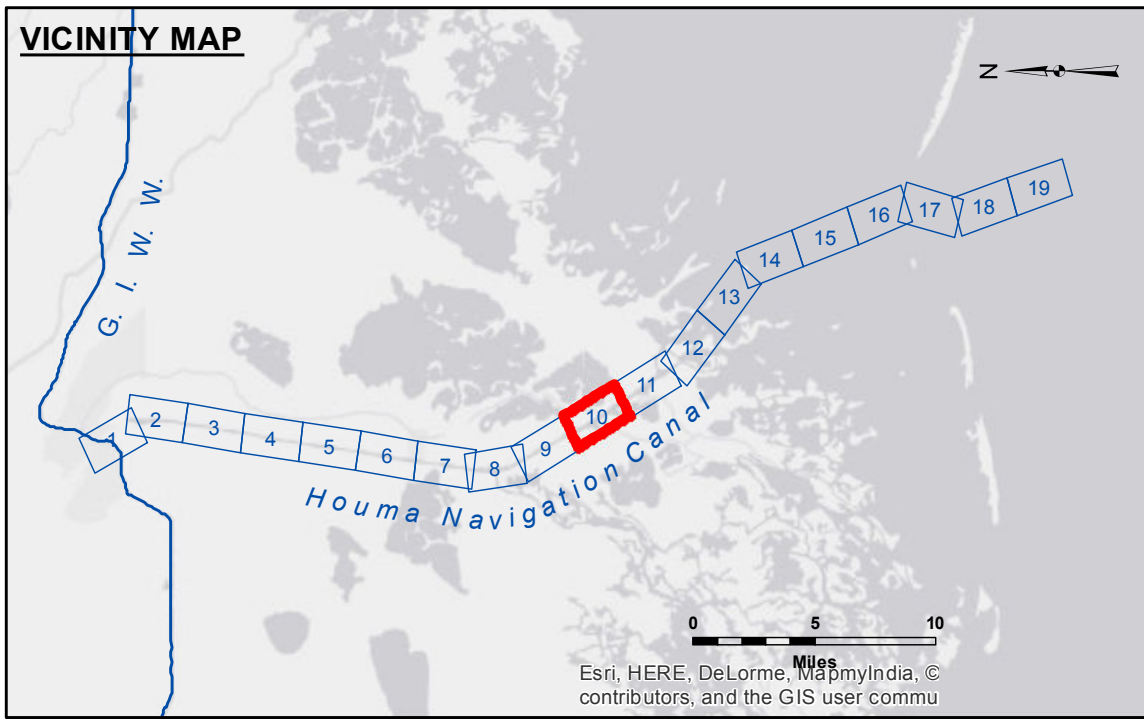 VICINITY MAP
N
G. I. W. W.
1
2
3
4
5
6
7
8
9
10
11
12
13
14
15
16
17
18
19
Houma Navigation Canal
0 5 10
Miles
Esri, HERE, DeLorme, MapmyIndia, ©
contributors, and the GIS user commu